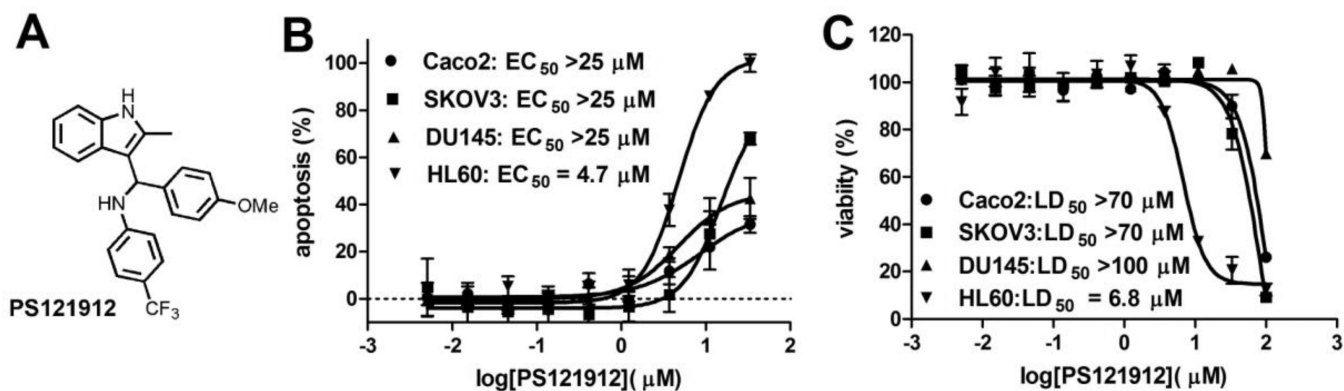 A
H
N
HN
OMe
CF3
PS121912
B
apoptosis (%)
100
80
60
40
20
0
Caco2: EC50 >25 μM
SKOV3: EC50 >25 μM
DU145: EC50 >25 μM
HL60: EC50 = 4.7 μM
-3 -2 -1 0 1 2
log[PS121912]( μM)
C
viabiity (%)
120
100
80
60
40
20
0
Caco2:LD50 >70 μM
SKOV3:LD50 >70 μM
DU145:LD50 >100 μM
HL60:LD50 = 6.8 μM
-3 -2 -1 0 1 2 3
log[PS121912]( μM)